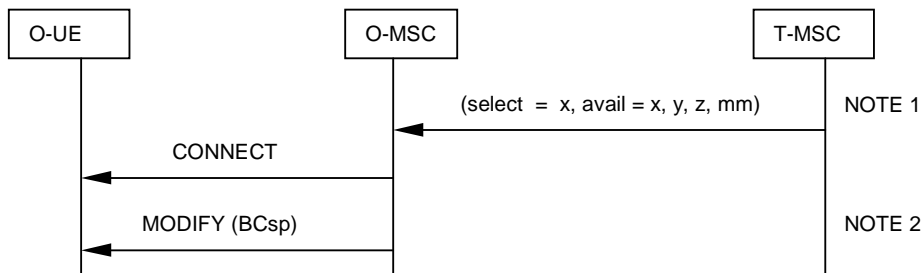 O-UE
O-MSC
T-MSC
(select = x, avail = x, y, z, mm)
NOTE 1
CONNECT
MODIFY (BCsp)
NOTE 2